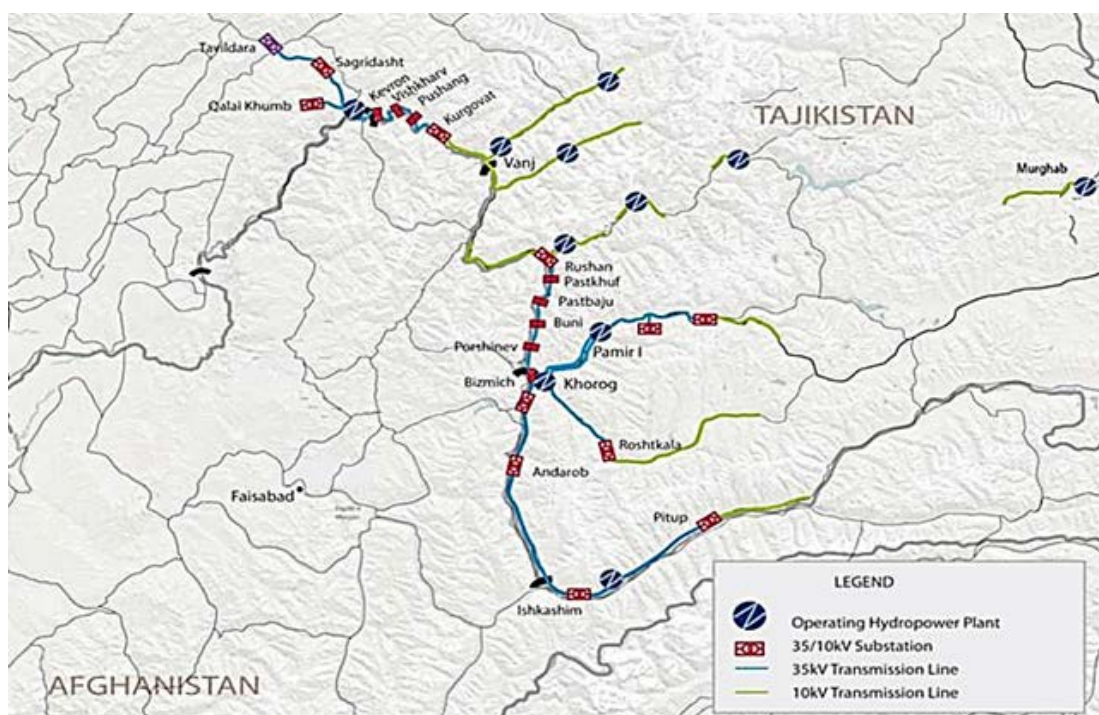 Tavildara
Sagridasht
Kevron
Vishkharv
Pushang
Qalai Khumb
Kurgovat
TAJIKISTAN
Vanj
Murghab
Rushan
Pastkhuf
Pastbaju
Buni
Porshinev
Pamir I
Bizmich
Khorog
Roshtkala
Andarob
Faisabad
Pitup
Ishkashim
AFGHANISTAN
LEGEND
Operating Hydropower Plant
35/10kV Substation
35kV Transmission Line
10kV Transmission Line